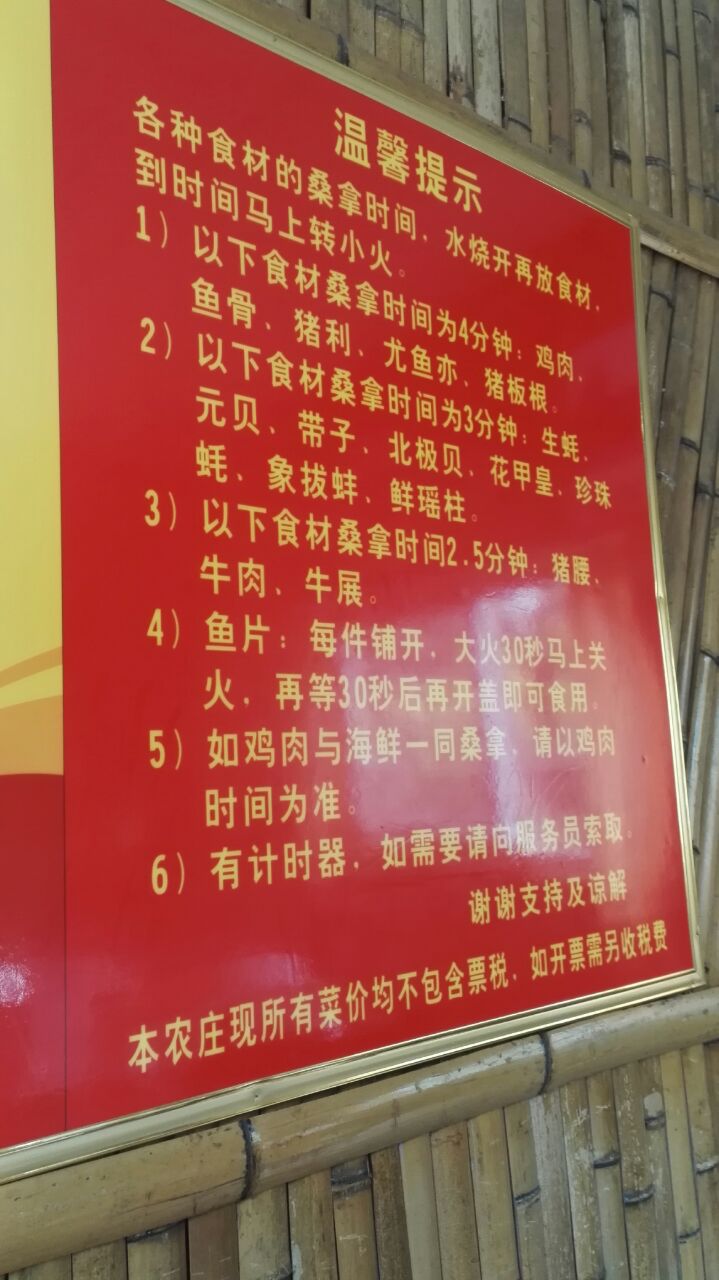 温馨提示
各种食材的桑拿时间，水烧开再放食材，
到时间马上转小火。
1）以下食材桑拿时间为4分钟：鸡肉、
鱼骨、猪利、尤鱼亦、猪板根。
2）以下食材桑拿时间为3分钟：生蚝、
元贝、带子、北极贝、花甲皇、珍珠
蚝、象拔蚌、鲜瑶柱。
3）以下食材桑拿时间2.5分钟：猪腰、
牛肉、牛展。
4）鱼片：每件铺开，大火30秒马上关
火，再等30秒后再开盖即可食用。
5）如鸡肉与海鲜一同桑拿，请以鸡肉
时间为准。
6）有计时器，如需要请向服务员索取。
谢谢支持及谅解
本农庄现所有菜价均不包含票税，如开票需另收税费